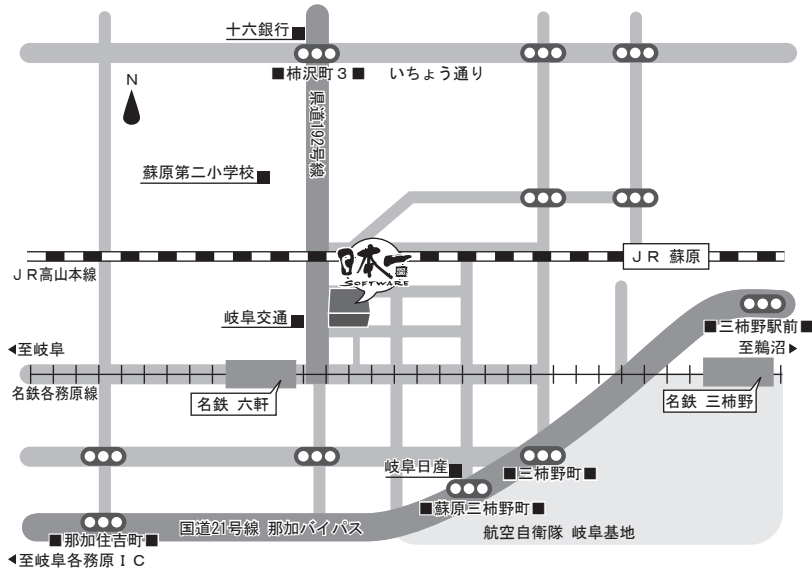 十六銀行
■柿沢町3■
いちょう通り
N
県道192号線
蘇原第二小学校
日本一
SOFTWARE
JR 蘇原
JR高山本線
岐阜交通
■三柿野駅前■
◀至岐阜
至鵜沼▶
名鉄各務原線
名鉄 六軒
名鉄 三柿野
岐阜日産
■三柿野町■
■蘇原三柿野町■
国道21号線 那加バイパス
■那加住吉町■
航空自衛隊 岐阜基地
◀至岐阜各務原IC